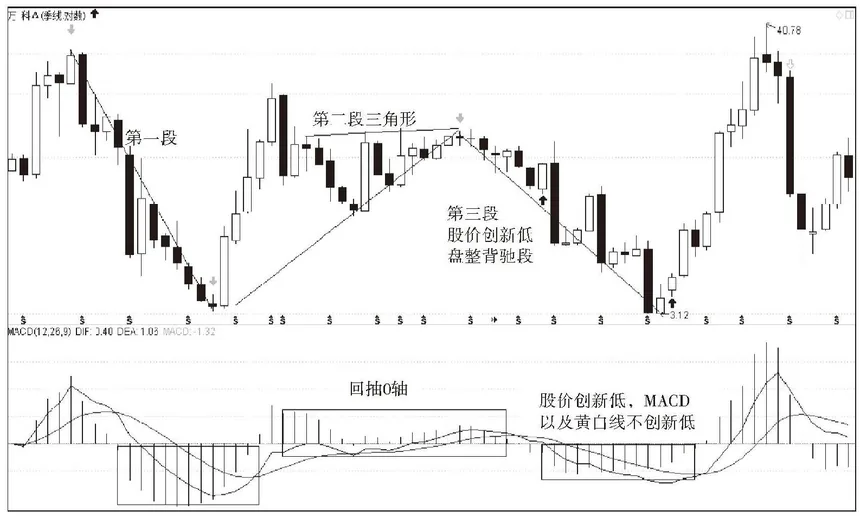 万 科A(季线 对数)
40.78
第二段三角形
第一段
第三段
股价创新低
盘整背驰段
3.12
S S S S S S S S S S S S S S S
MACD(12,26,9) DIF: 0.40 DEA: 1.06 MACD: -1.32
回抽0轴
股价创新低，MACD
以及黄白线不创新低